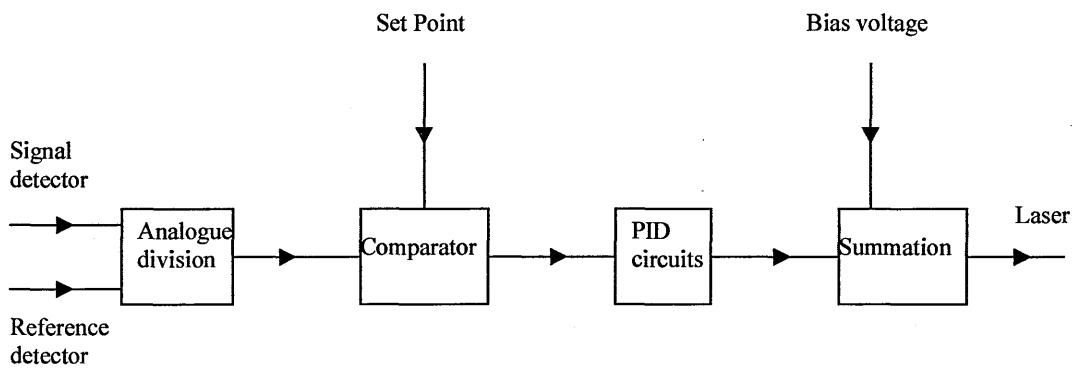 Set Point
Bias voltage
Signal
detector
Analogue
division
Comparator
PID
circuits
Summation
Laser
Reference
detector